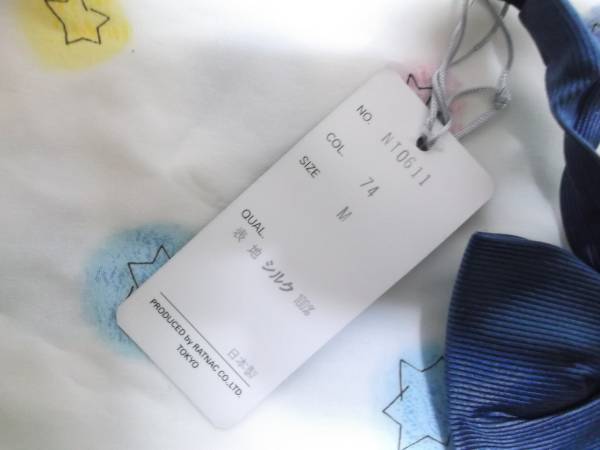 NO. NT0611
COL. 74
SIZE M
QUAL.
表地 シルク 100%
日本製
PRODUCED by RATNAC CO.,LTD.
TOKYO